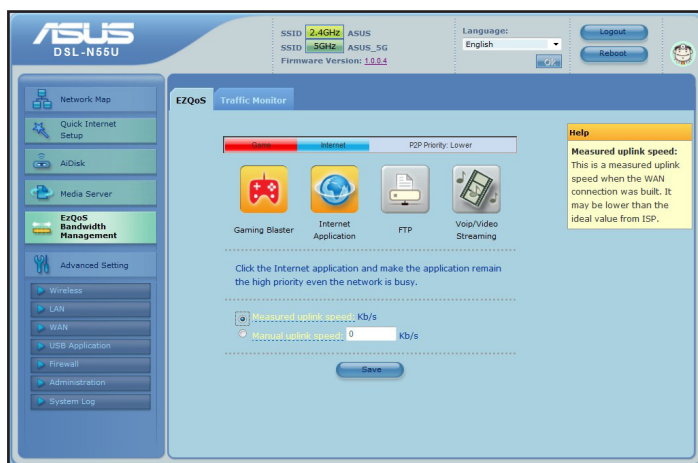 ASUS
DSL-N55U
SSID 2.4GHz ASUS
SSID 5GHz ASUS_5G
Firmware Version: 1.0.0.4
Language:
English
OK
Logout
Reboot
Network Map
Quick Internet
Setup
AiDisk
Media Server
EzQoS
Bandwidth
Management
Advanced Setting
Wireless
LAN
WAN
USB Application
Firewall
Administration
System Log
EZQoS
Traffic Monitor
Game
Internet
P2P Priority: Lower
Gaming Blaster
Internet
Application
FTP
Voip/Video
Streaming
Click the Internet application and make the application remain
the high priority even the network is busy.
Measured uplink speed: Kb/s
Manual uplink speed: 0 Kb/s
Save
Help
Measured uplink speed:
This is a measured uplink
speed when the WAN
connection was built. It
may be lower than the
ideal value from ISP.